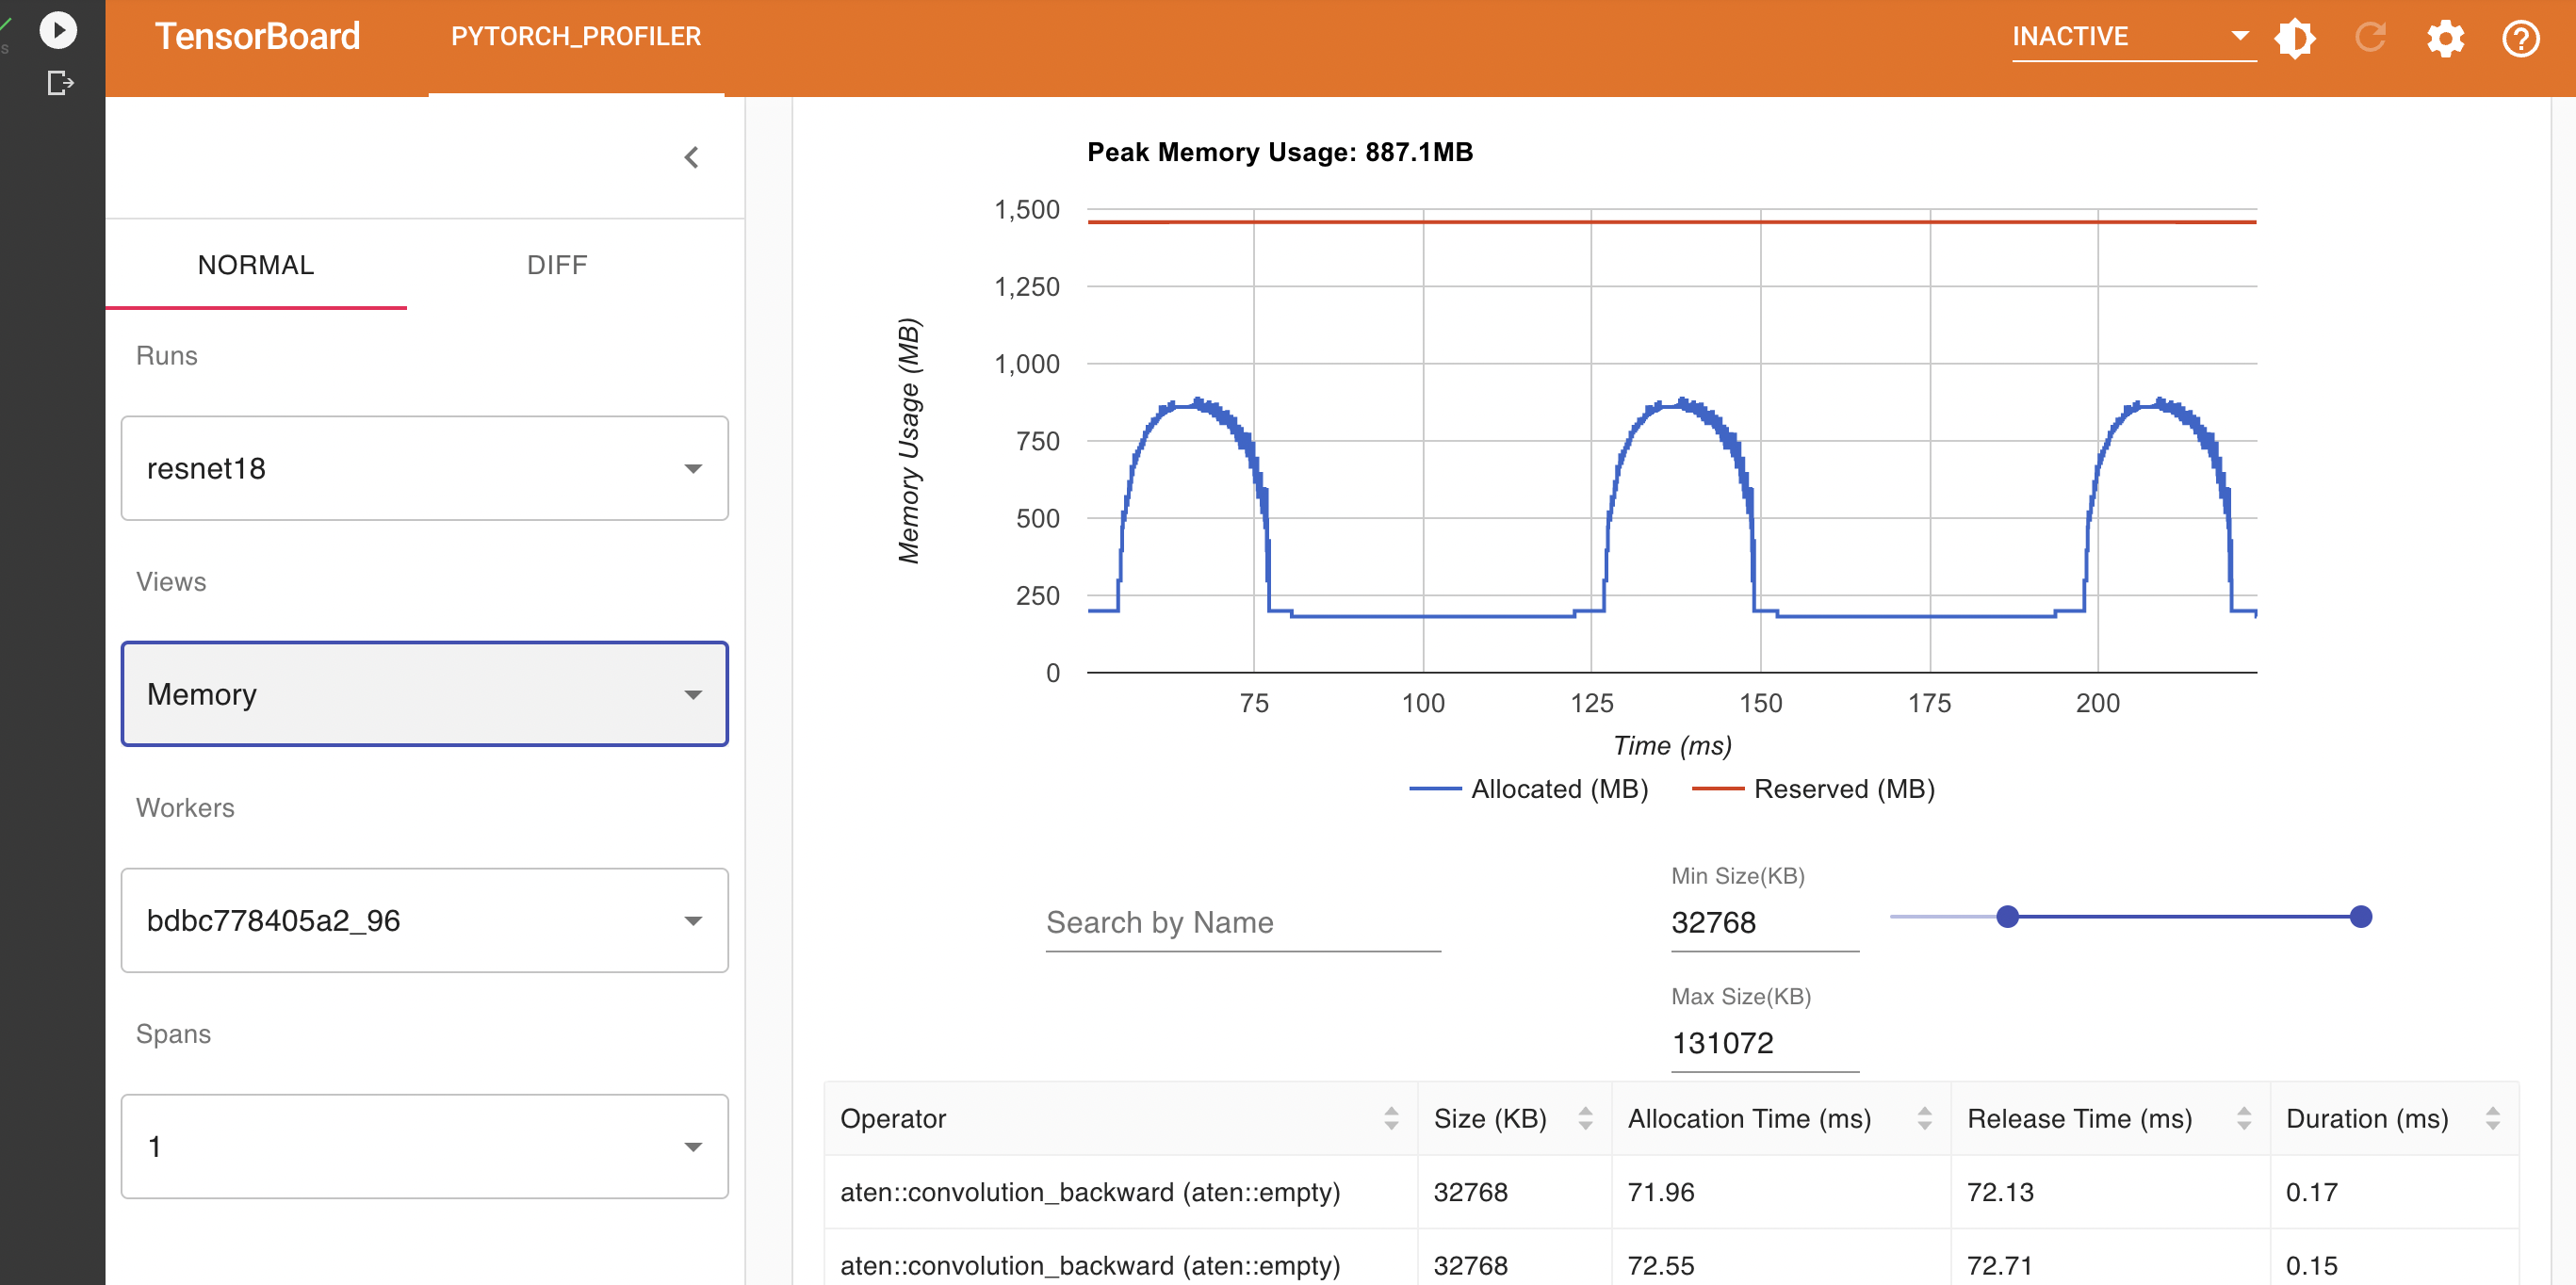 TensorBoard
PYTORCH_PROFILER
INACTIVE
s
NORMAL
DIFF
Runs
resnet18
Views
Memory
Workers
bdbc778405a2_96
Spans
1
Peak Memory Usage: 887.1MB
Memory Usage (MB)
1,500
1,250
1,000
750
500
250
0
75 100 125 150 175 200
Time (ms)
Allocated (MB) Reserved (MB)
Search by Name
Min Size(KB)
32768
Max Size(KB)
131072
Operator Size (KB) Allocation Time (ms) Release Time (ms) Duration (ms)
aten::convolution_backward (aten::empty) 32768 71.96 72.13 0.17
aten::convolution_backward (aten::empty) 32768 72.55 72.71 0.15